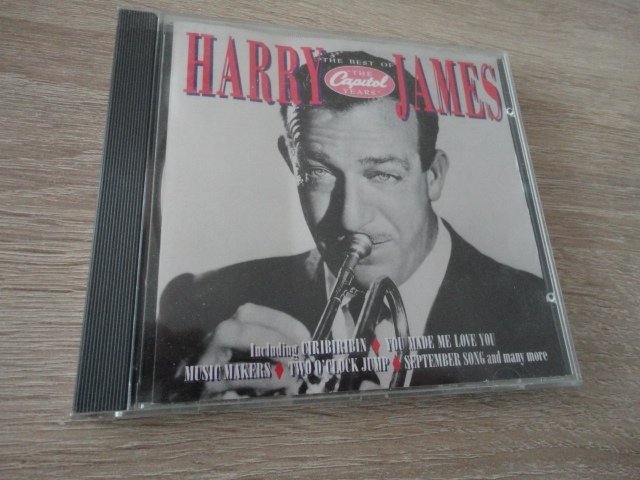 HARRY JAMES
THE BEST OF
THE
Capitol
YEARS
Including CIRIBIRIBIN ♦ YOU MADE ME LOVE YOU
MUSIC MAKERS ♦ TWO O'CLOCK JUMP ♦ SEPTEMBER SONG and many more